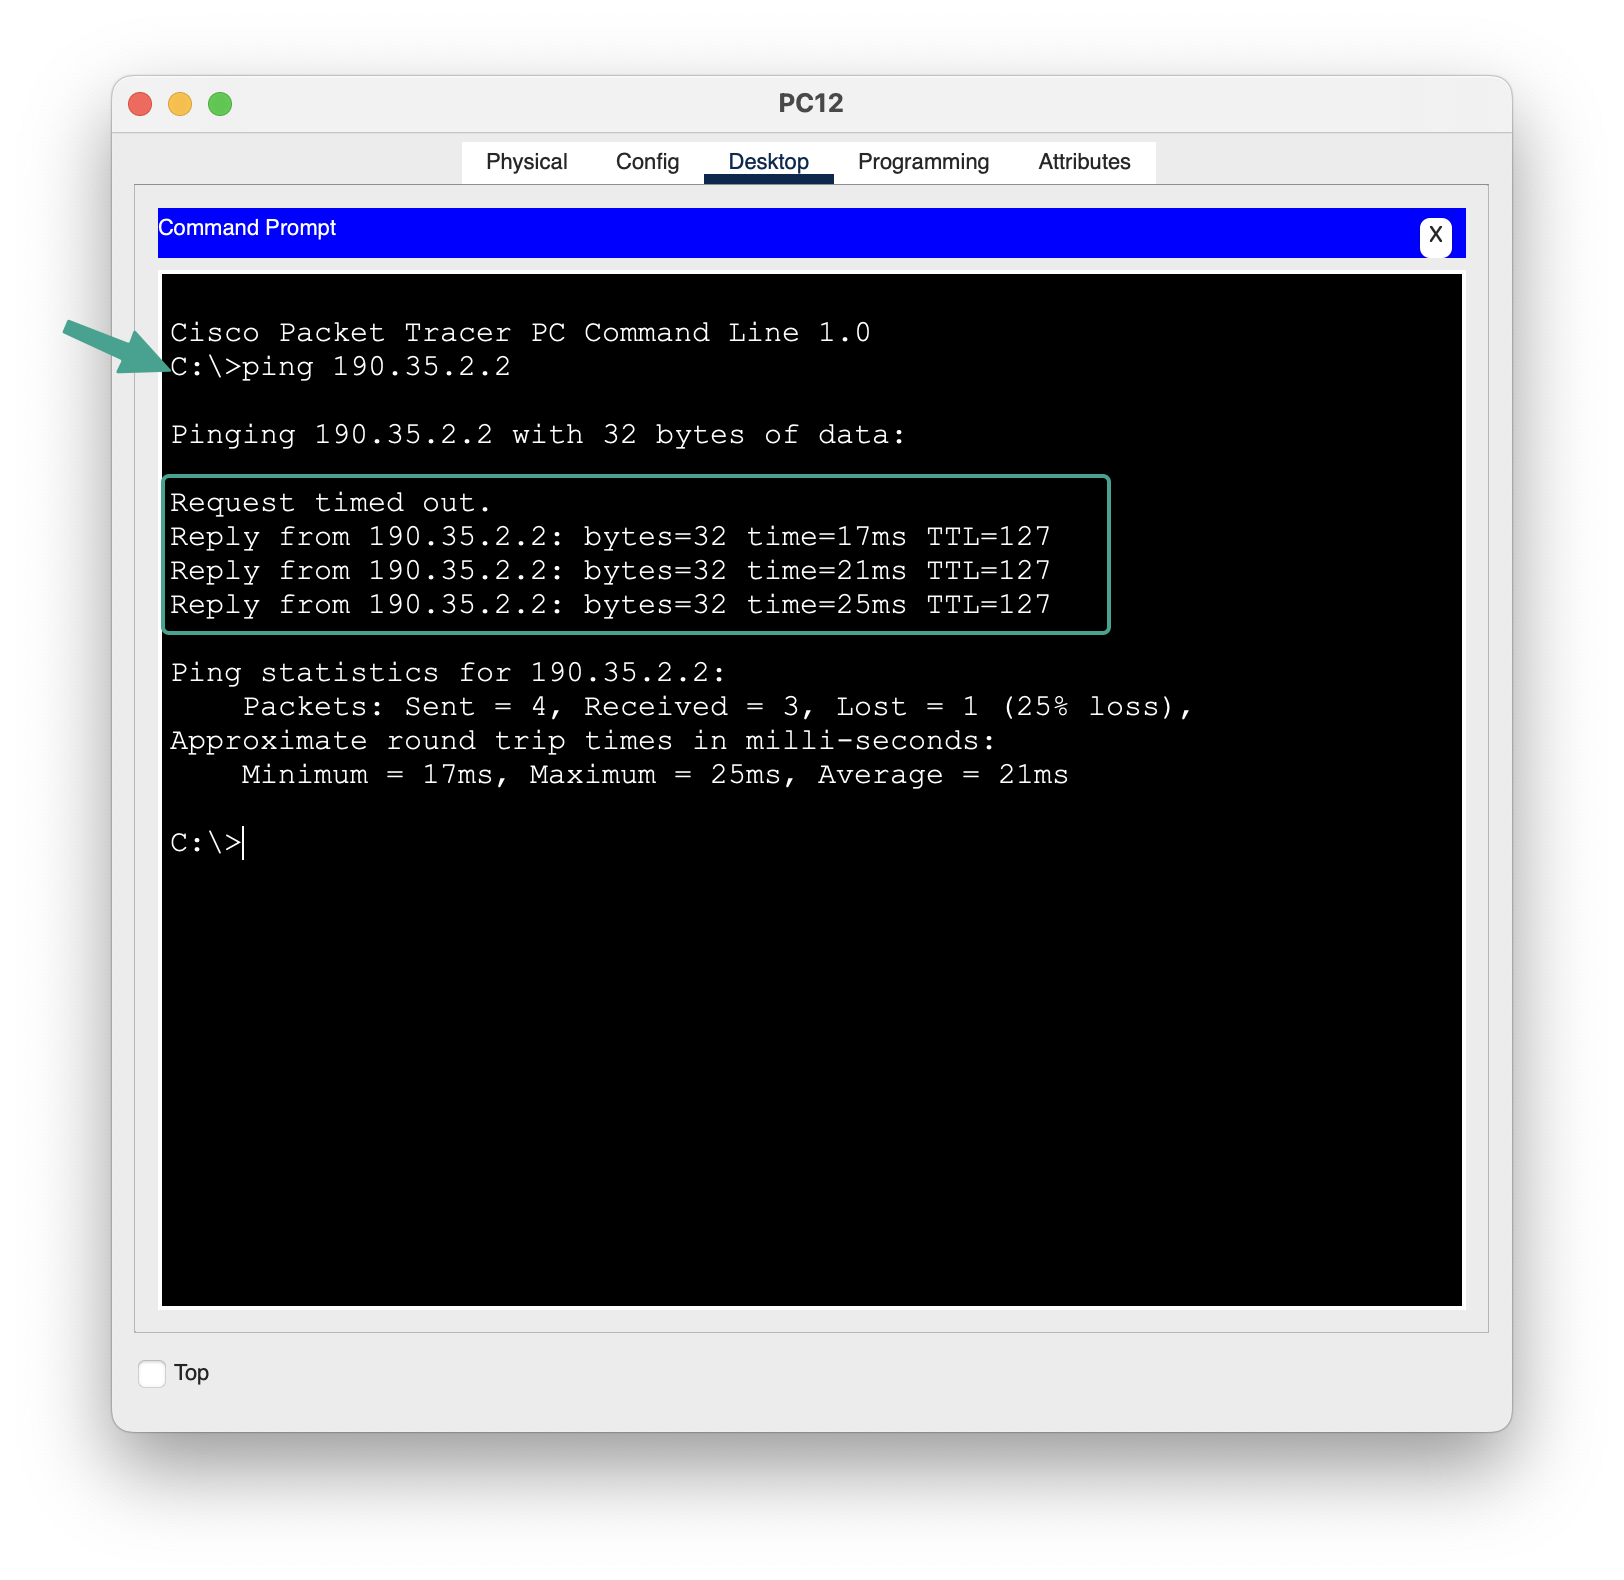 PC12
Physical Config Desktop Programming Attributes
Command Prompt
X
Cisco Packet Tracer PC Command Line 1.0
C:\>ping 190.35.2.2
Pinging 190.35.2.2 with 32 bytes of data:
Request timed out.
Reply from 190.35.2.2: bytes=32 time=17ms TTL=127
Reply from 190.35.2.2: bytes=32 time=21ms TTL=127
Reply from 190.35.2.2: bytes=32 time=25ms TTL=127
Ping statistics for 190.35.2.2:
    Packets: Sent = 4, Received = 3, Lost = 1 (25% loss),
Approximate round trip times in milli-seconds:
    Minimum = 17ms, Maximum = 25ms, Average = 21ms
C:\>
Top